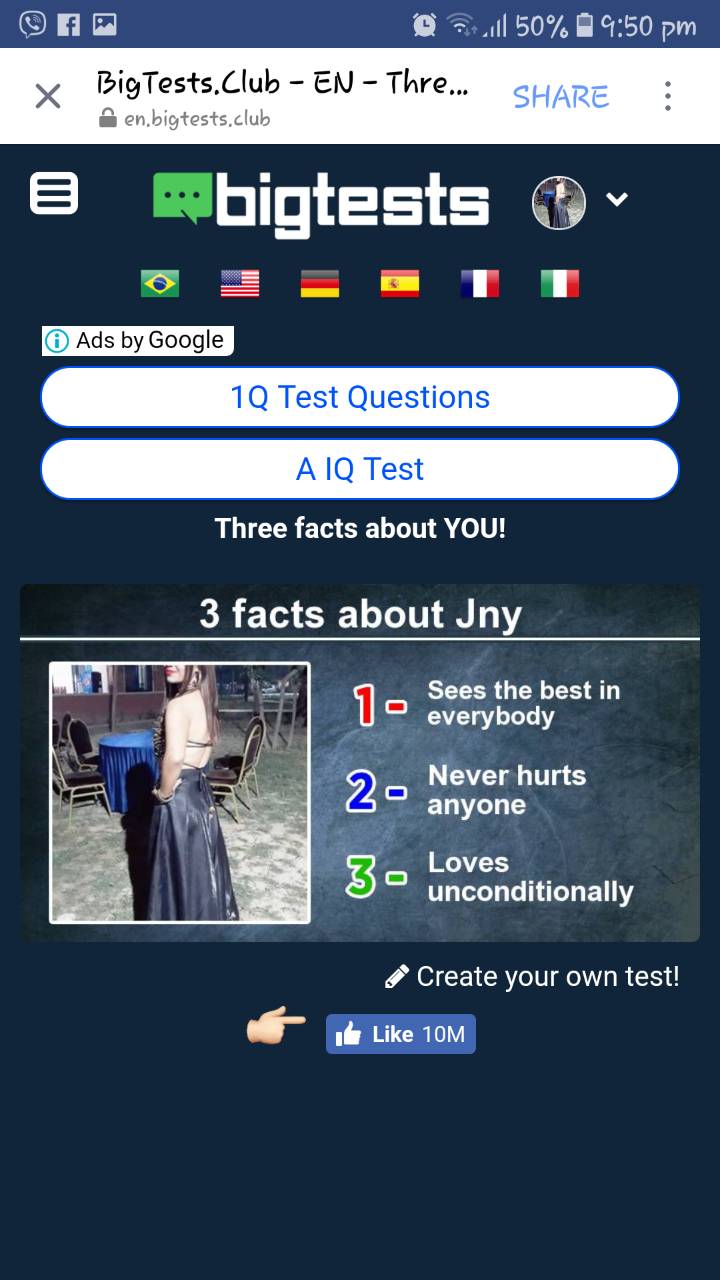 50% 9:50 pm
BigTests.Club – EN – Thre...
SHARE
en.bigtests.club
bigtests
Ads by Google
1Q Test Questions
A IQ Test
Three facts about YOU!
3 facts about Jny
1 - Sees the best in
everybody
2 - Never hurts
anyone
3 - Loves
unconditionally
Create your own test!
Like 10M